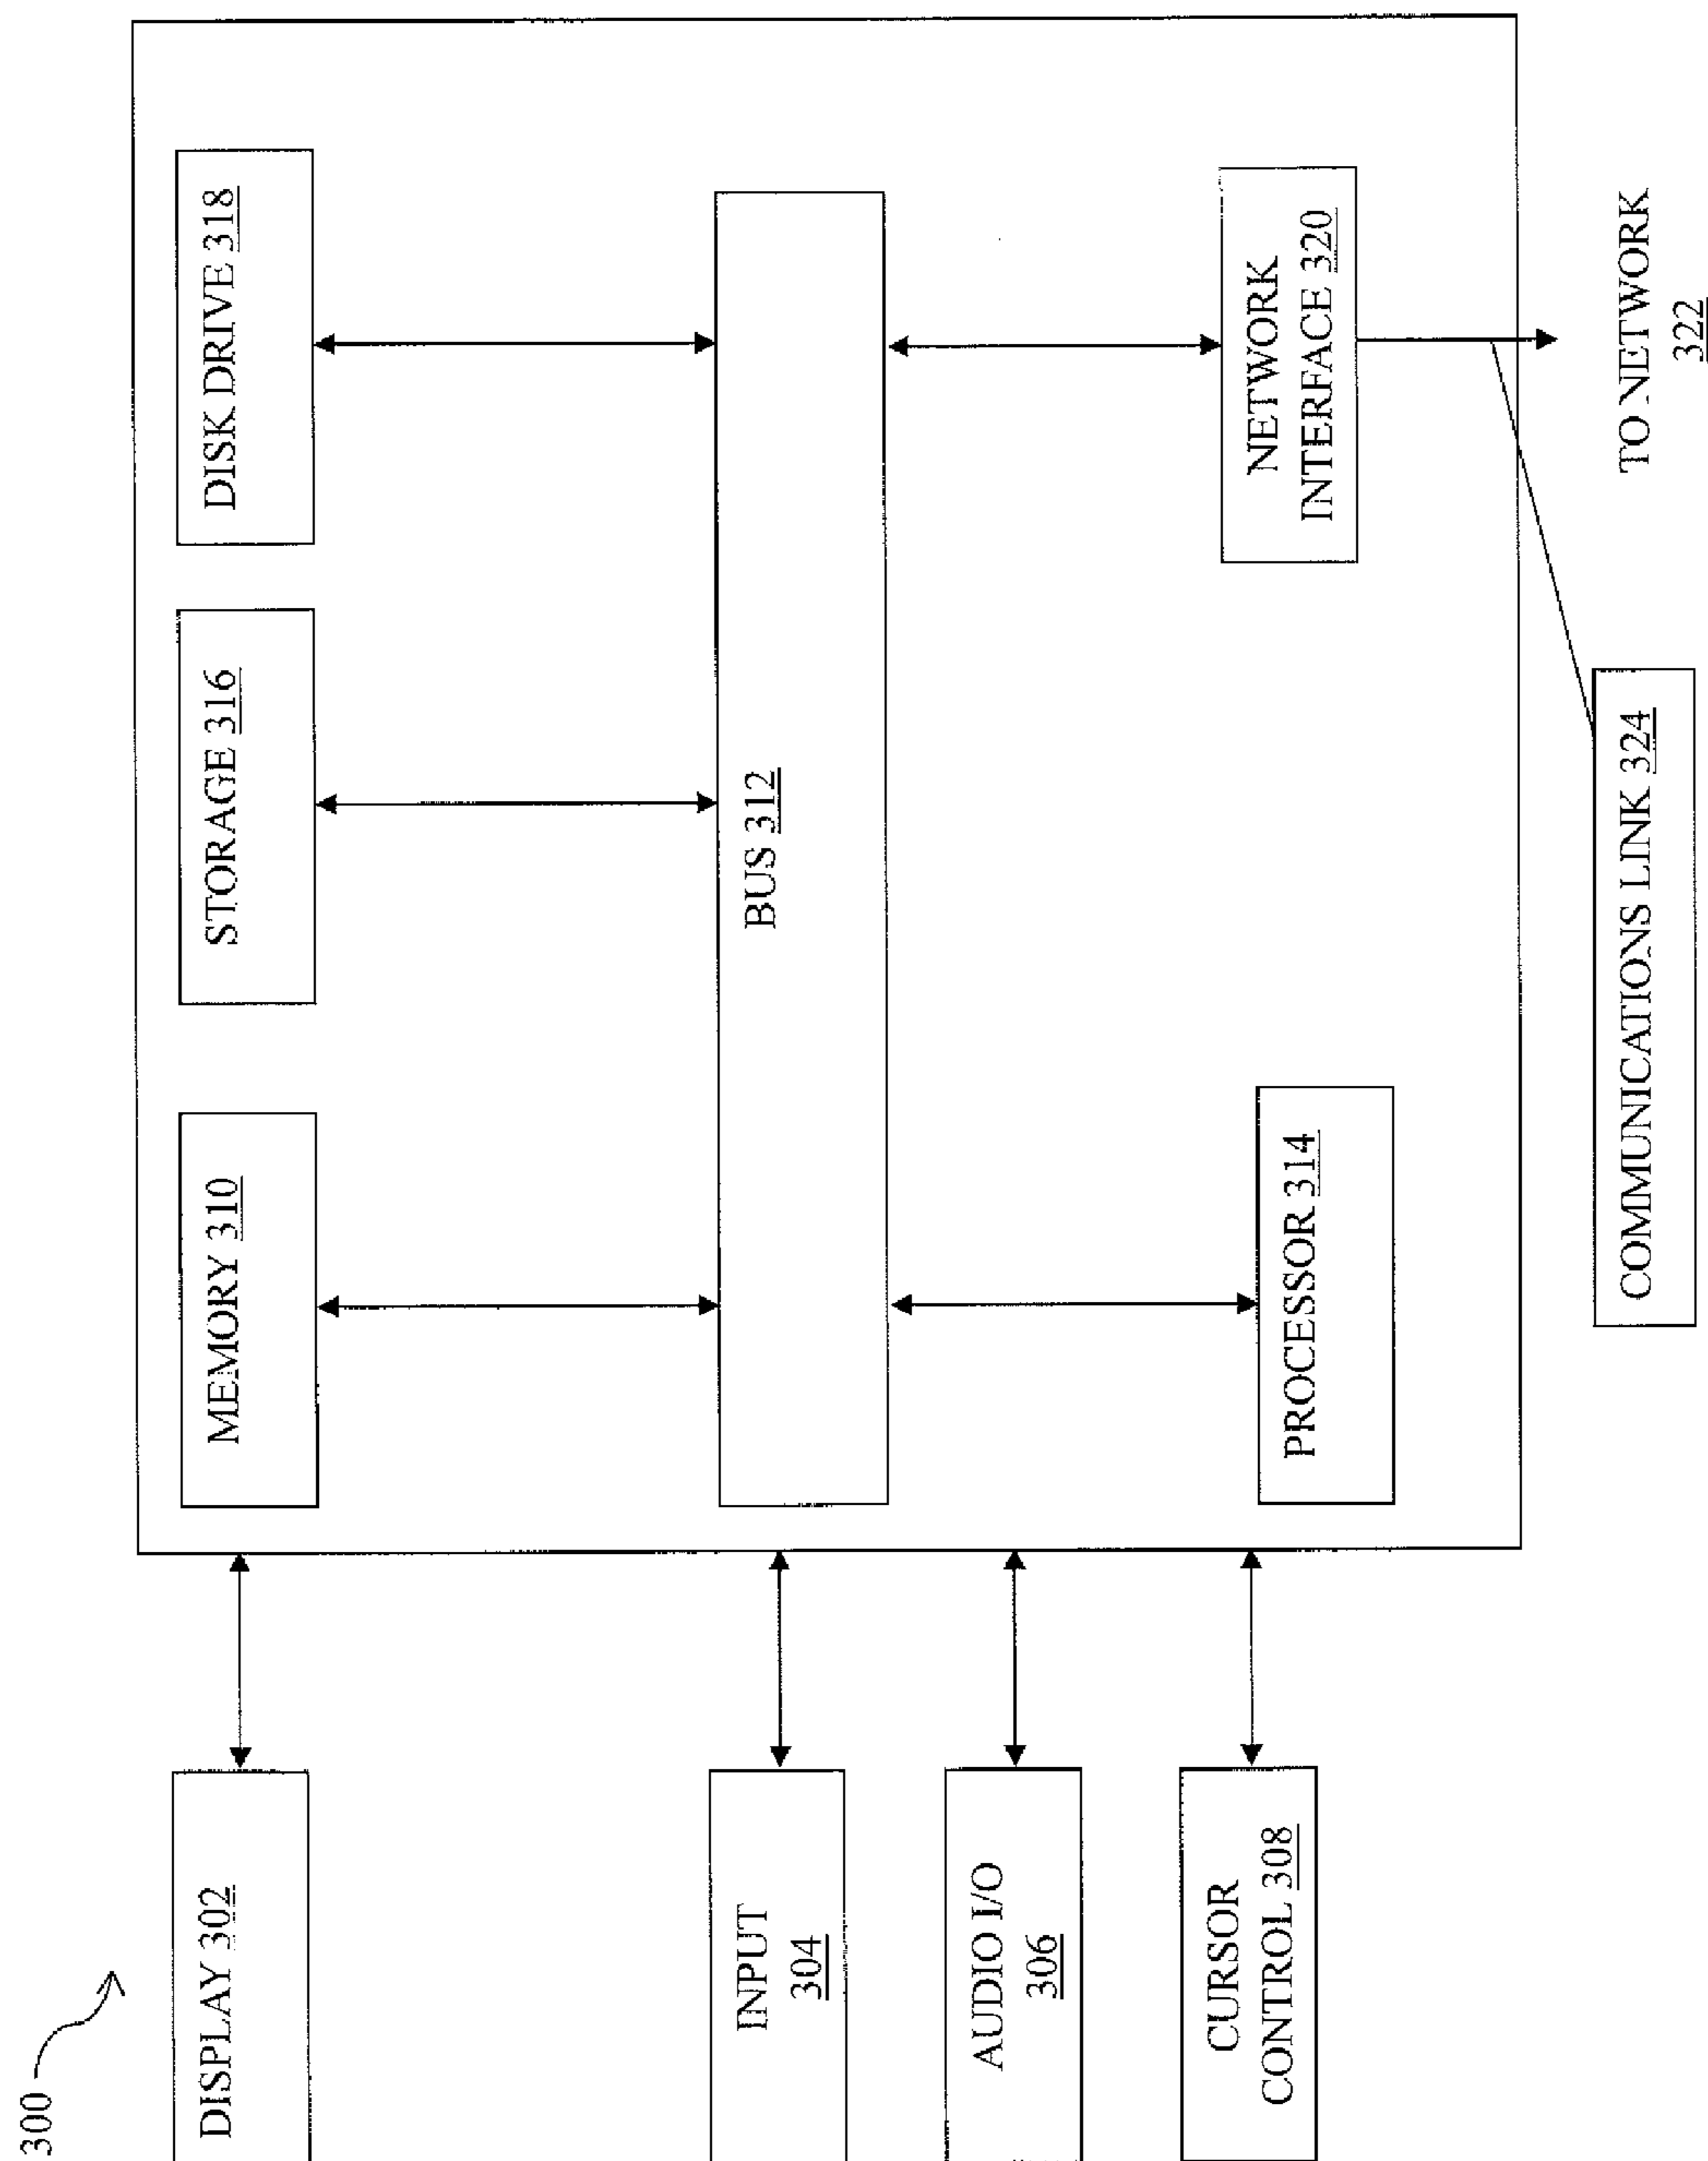 300
DISPLAY 302
MEMORY 310
STORAGE 316
DISK DRIVE 318
INPUT
304
BUS 312
AUDIO I/O
306
CURSOR
CONTROL 308
PROCESSOR 314
NETWORK
INTERFACE 320
COMMUNICATIONS LINK 324
TO NETWORK
322